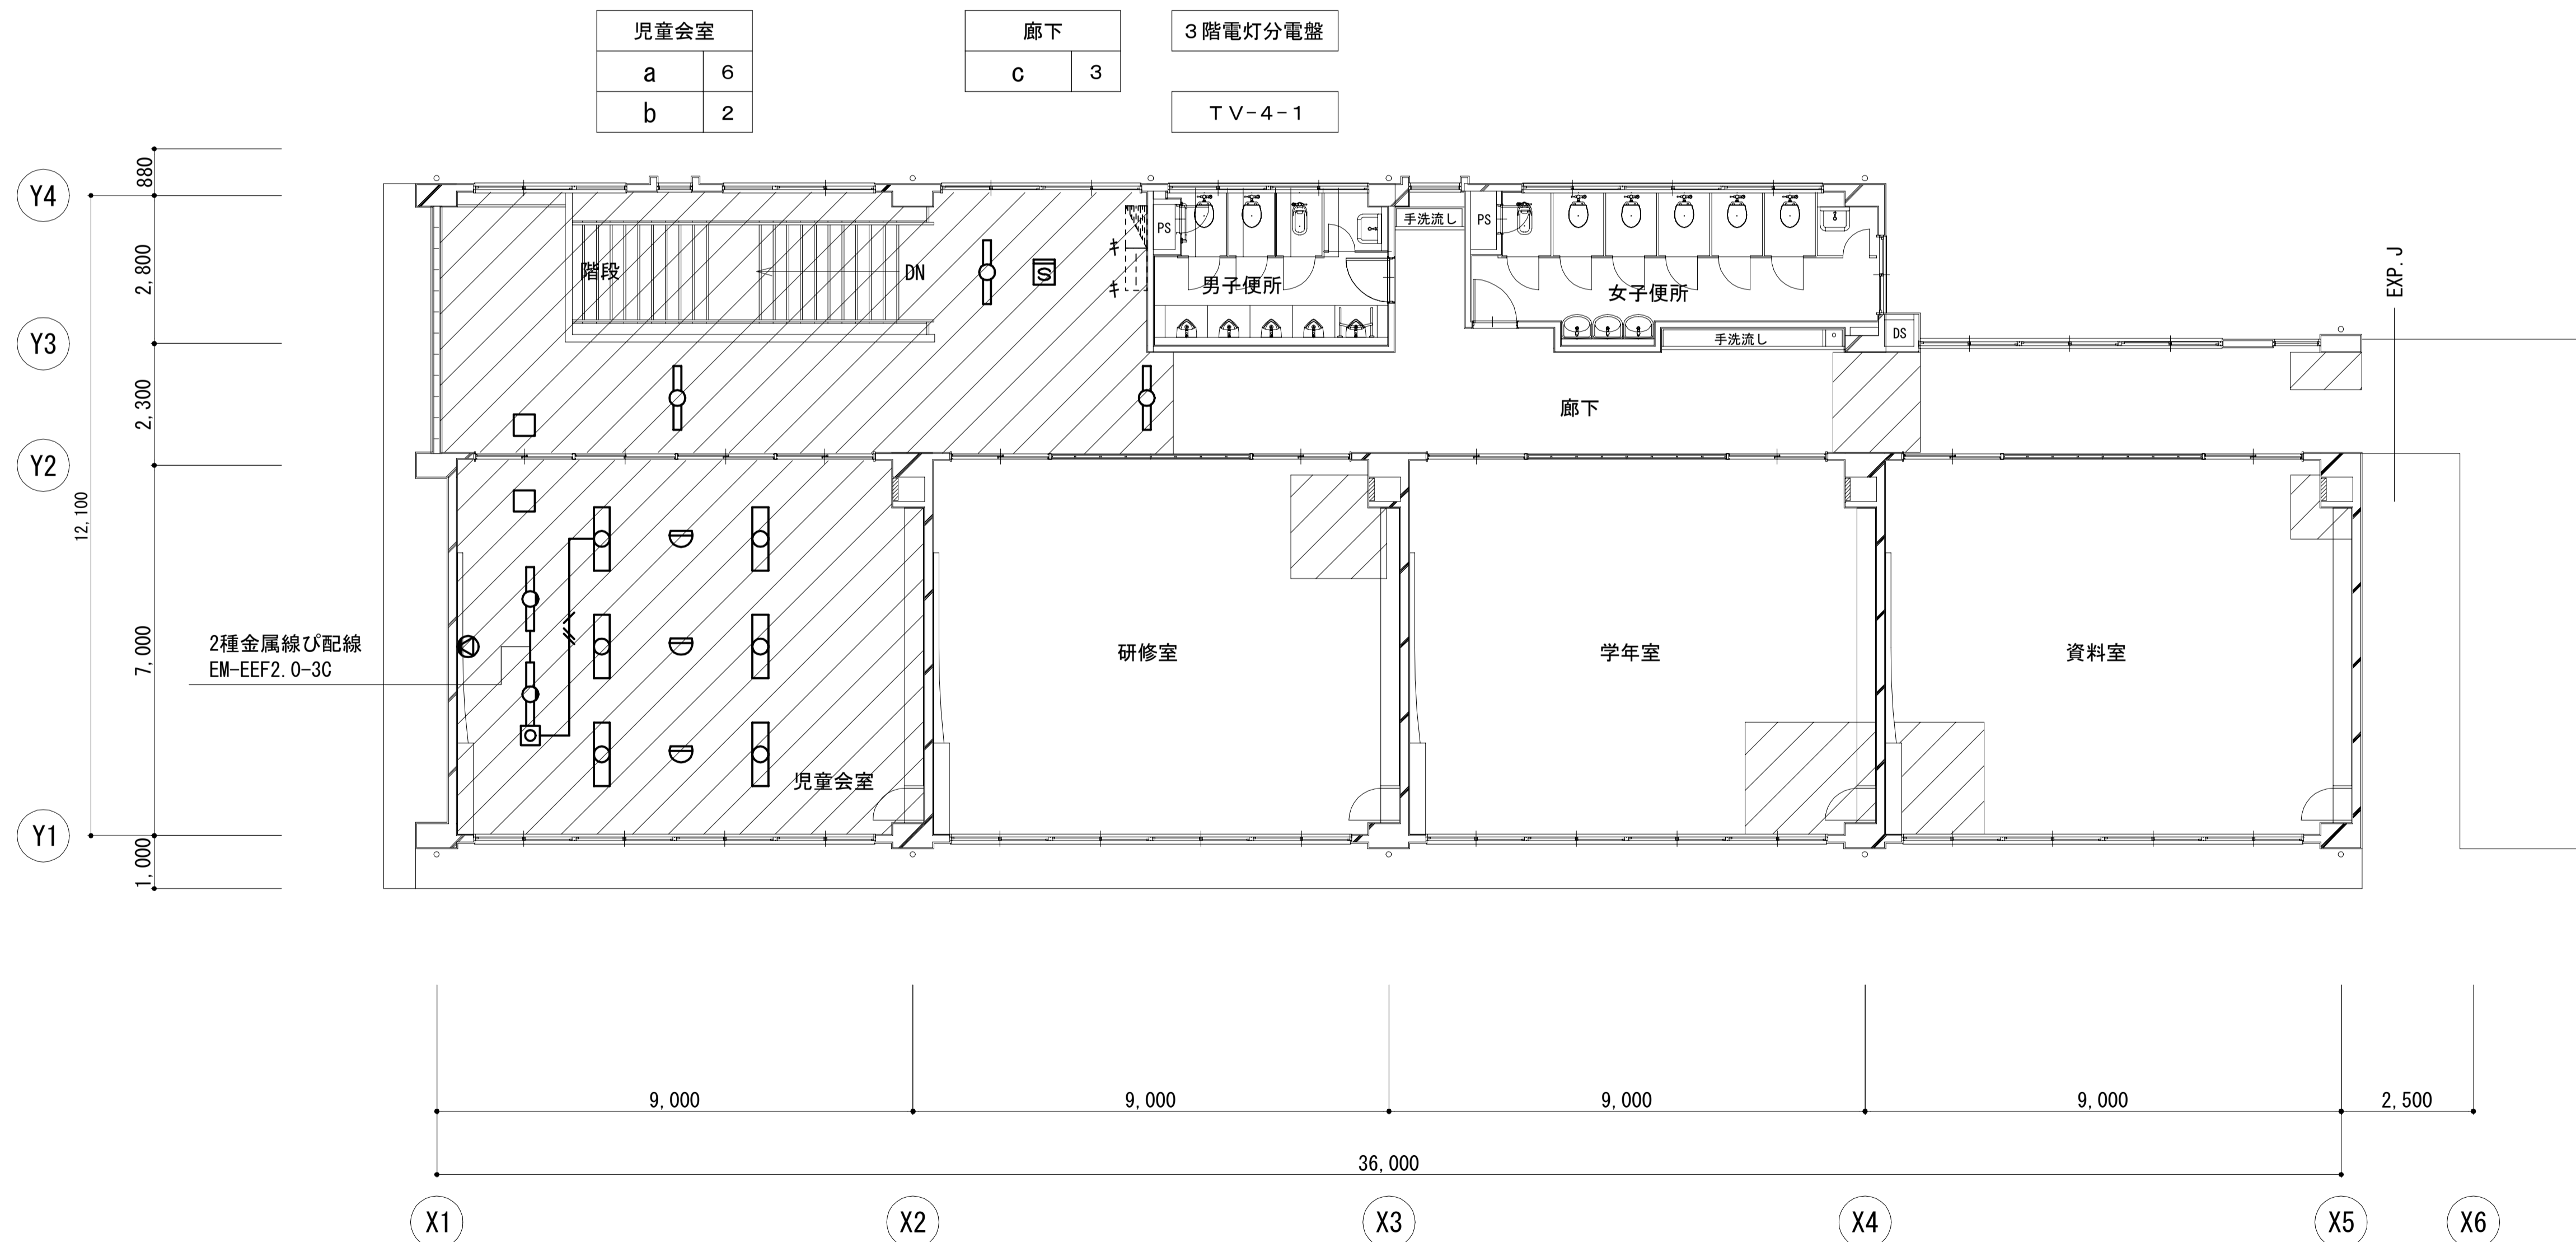 児童会室
a 6
b 2
廊下
c 3
3階電灯分電盤
TV-4-1
Y4
Y3
Y2
Y1
880
2,800
2,300
7,000
1,000
12,100
階段
DN
S
キ
キ
PS
男子便所
手洗流し
PS
女子便所
手洗流し
DS
EXP.J
廊下
2種金属線ぴ配線
EM-EEF2.0-3C
児童会室
研修室
学年室
資料室
9,000
9,000
9,000
9,000
2,500
36,000
X1
X2
X3
X4
X5
X6